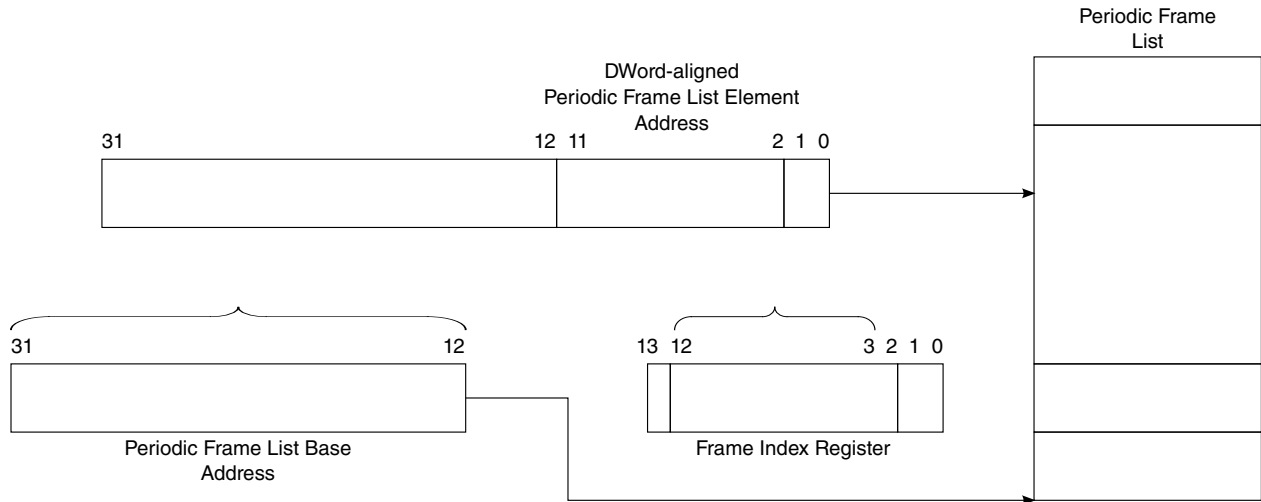 Periodic Frame
List
DWord-aligned
Periodic Frame List Element
Address
31 12 11 2 1 0
31 12 13 12 3 2 1 0
Periodic Frame List Base
Address
Frame Index Register